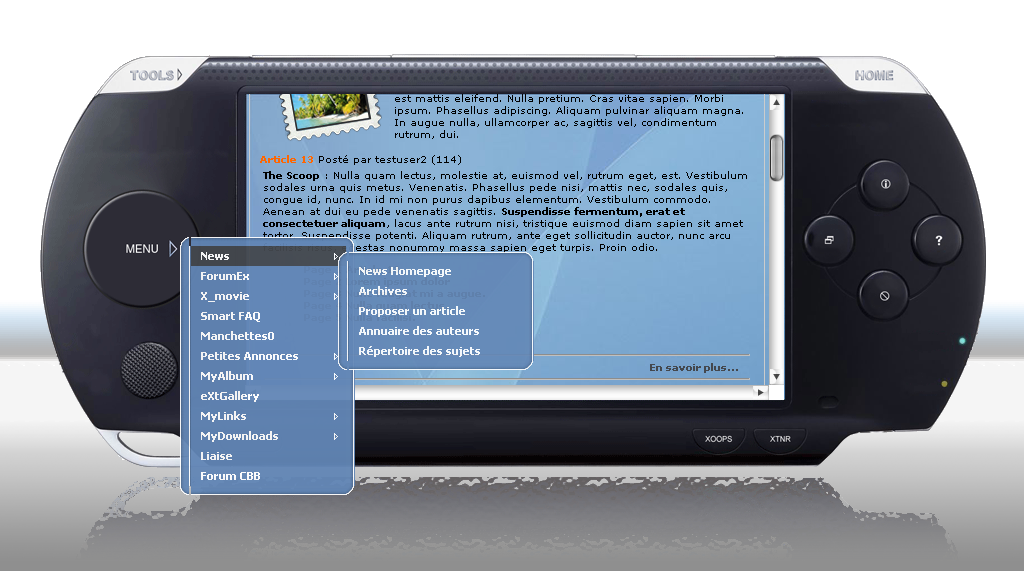 TOOLS
HOME
est mattis eleifend. Nulla pretium. Cras vitae sapien. Morbi
ipsum. Phasellus adipiscing. Aliquam pulvinar aliquam magna.
In augue nulla, ullamcorper ac, sagittis vel, condimentum
rutrum, dui.
Article 13 Posté par testuser2 (114)
The Scoop : Nulla quam lectus, molestie at, euismod vel, rutrum eget, est. Vestibulum
sodales urna quis metus. Venenatis. Phasellus pede nisi, mattis nec, sodales quis,
congue id, nunc. In id mi non purus dapibus elementum. Vestibulum commodo.
Aenean at dui eu pede venenatis sagittis. Suspendisse fermentum, erat et
consectetuer aliquam, lacus ante rutrum nisi, tristique euismod diam sapien sit amet
tortor. Suspendisse potenti. Aliquam rutrum, ante eget sollicitudin auctor, nunc arcu
estas nonummy massa sapien eget turpis. Proin odio.
MENU
News
ForumEx
X_movie
Smart FAQ
Manchettes0
Petites Annonces
MyAlbum
eXtGallery
MyLinks
MyDownloads
Liaise
Forum CBB
News Homepage
Archives
Proposer un article
Annuaire des auteurs
Répertoire des sujets
En savoir plus...
?
XOOPS
XTNR